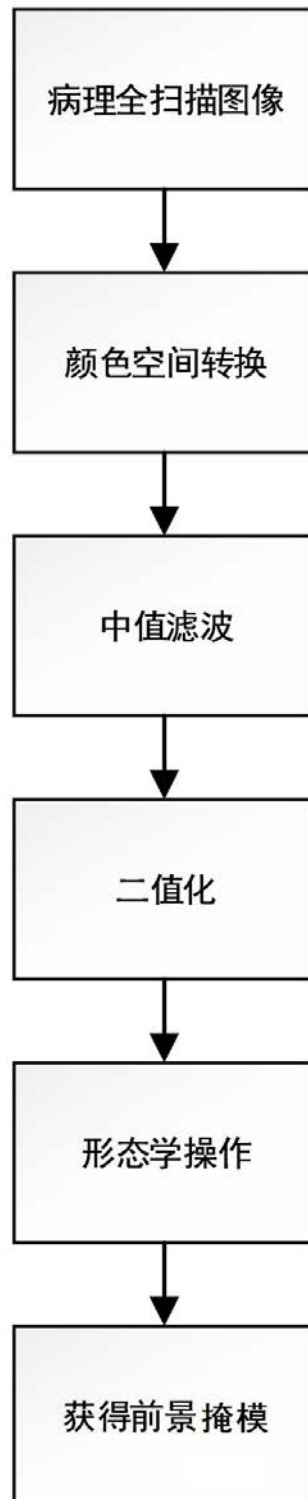 病理全扫描图像
颜色空间转换
中值滤波
二值化
形态学操作
获得前景掩模